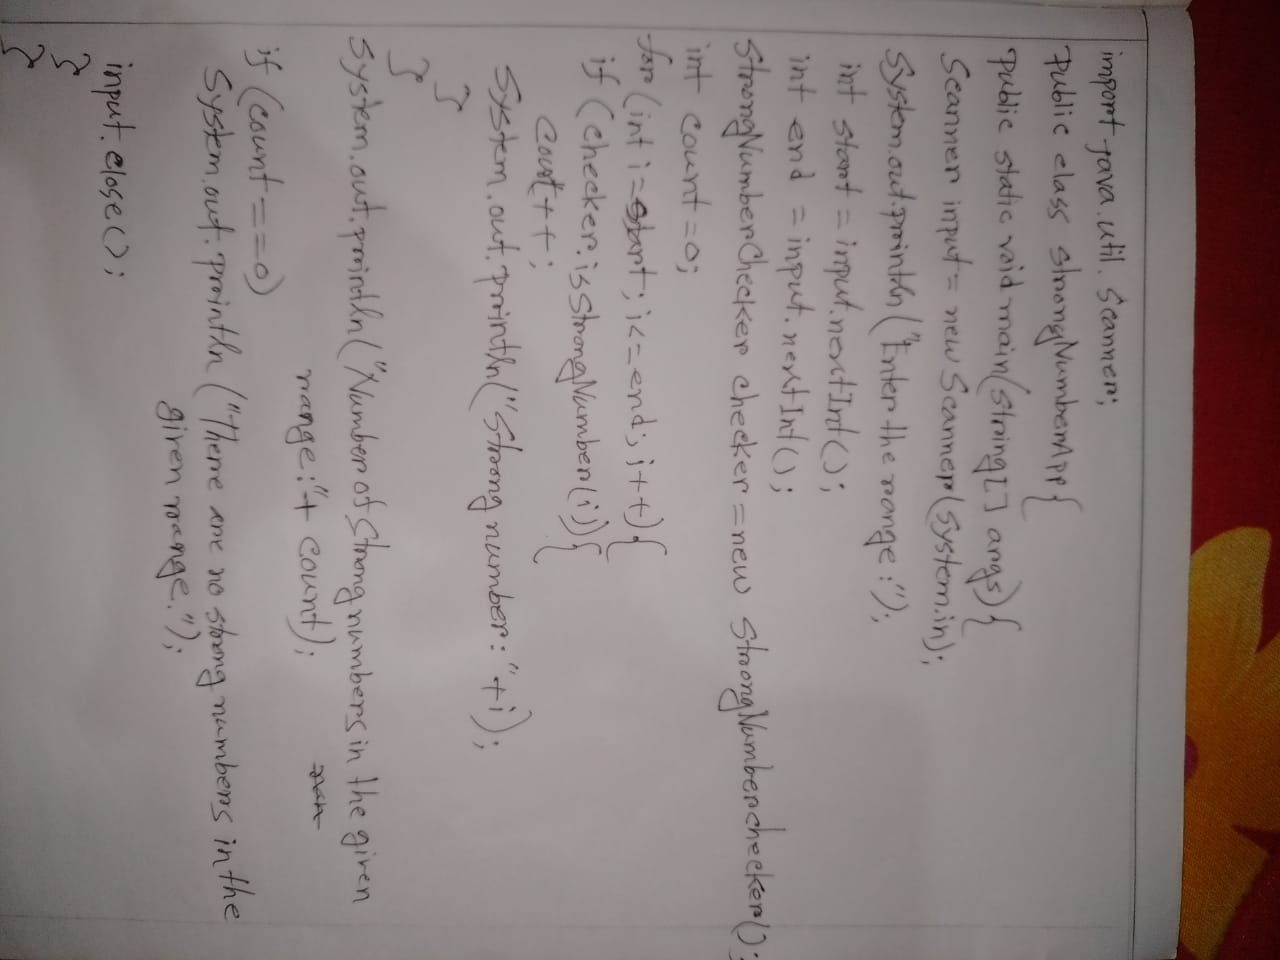 import java.util.Scanner;
public class strongNumberApp{
public static void main(String[] args){
Scanner input = new Scanner(System.in);
System.out.println("Enter the range:");
int start = input.nextInt();
int end = input.nextInt();
StrongNumberChecker checker = new StrongNumberchecker();
int count = 0;
for (int i = start; i <= end; i++) {
if (checker.isStrongNumber(i)) {
count++;
System.out.println("Strong number: "+i);
}
}
System.out.println("Number of Strong numbers in the given
range:"+ count);
if (count == 0)
System.out.println("There are no strong numbers in the
given range.");
input.close();
}
}